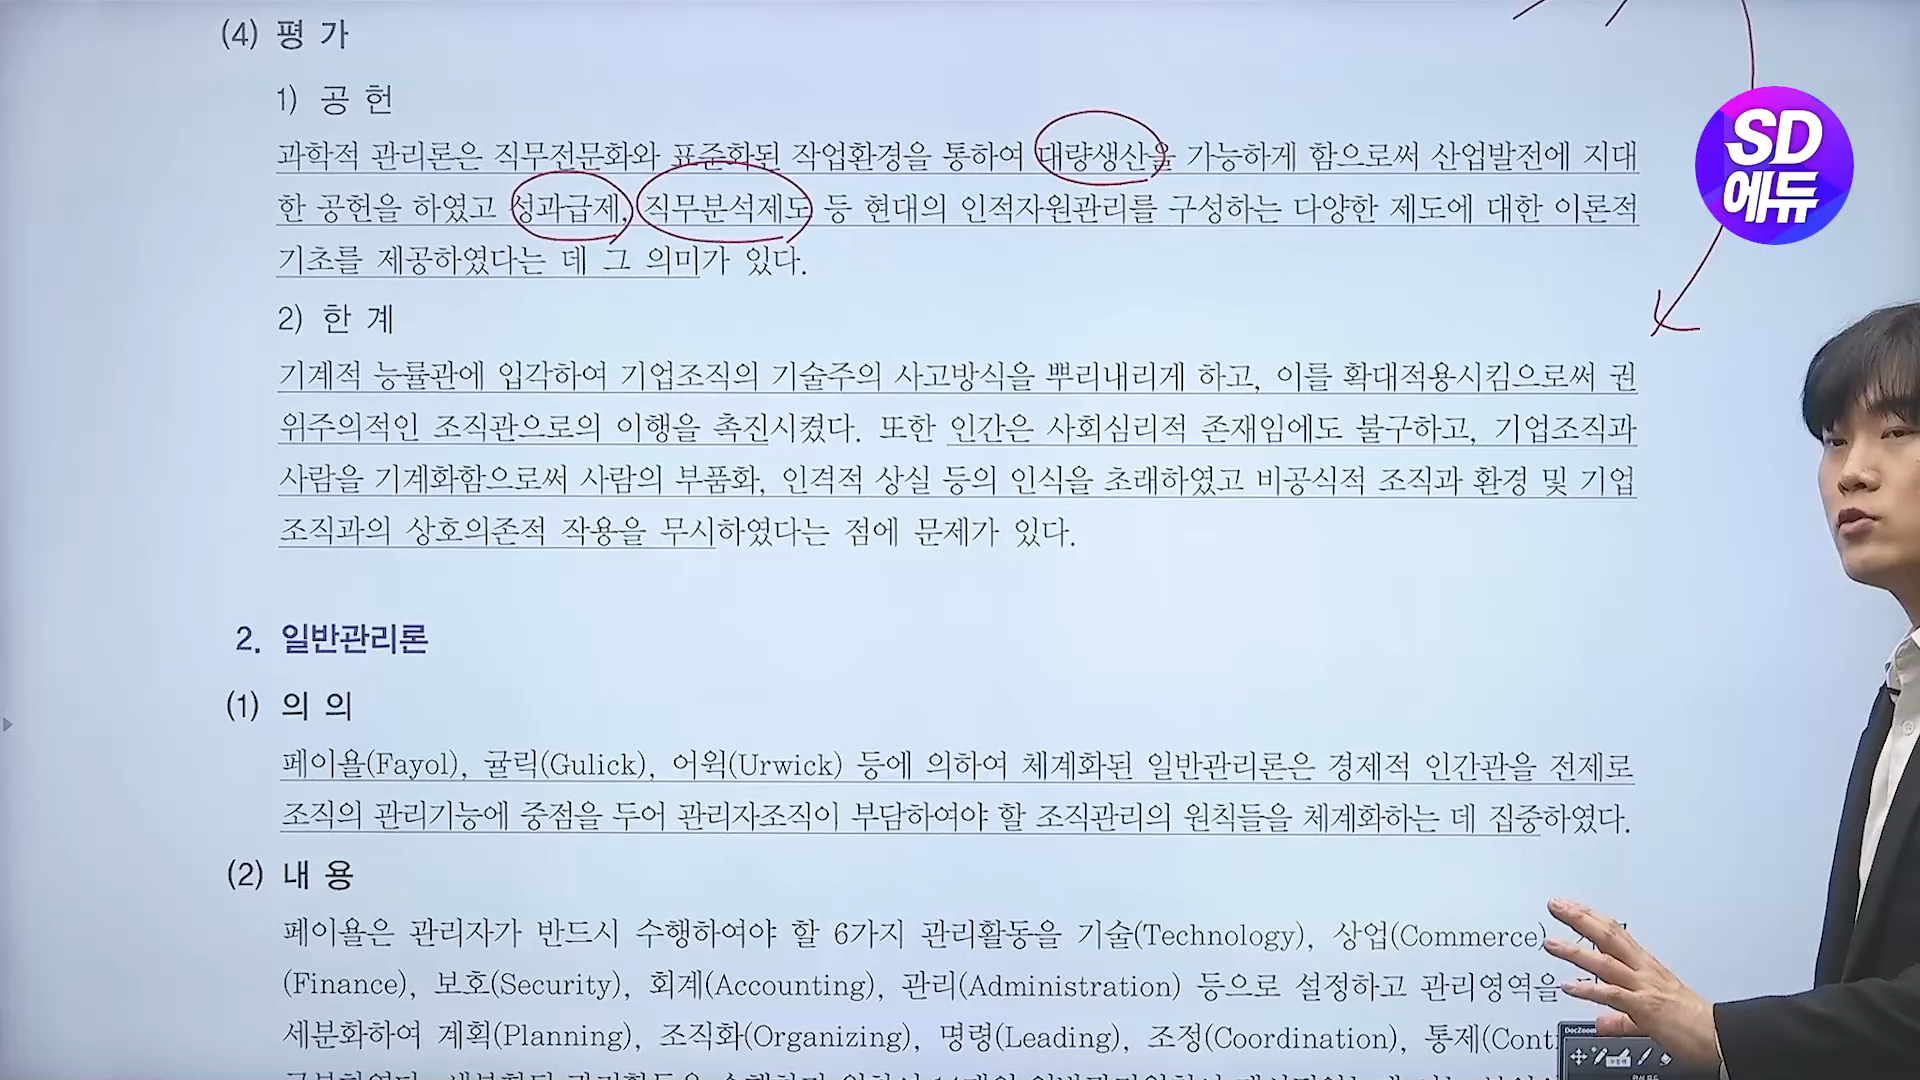 (4) 평 가
1) 공 헌
과학적 관리론은 직무전문화와 표준화된 작업환경을 통하여 대량생산을 가능하게 함으로써 산업발전에 지대
한 공헌을 하였고 성과급제, 직무분석제도 등 현대의 인적자원관리를 구성하는 다양한 제도에 대한 이론적
기초를 제공하였다는 데 그 의미가 있다.
2) 한 계
기계적 능률관에 입각하여 기업조직의 기술주의 사고방식을 뿌리내리게 하고, 이를 확대적용시킴으로써 권
위주의적인 조직관으로의 이행을 촉진시켰다. 또한 인간은 사회심리적 존재임에도 불구하고, 기업조직과
사람을 기계화함으로써 사람의 부품화, 인격적 상실 등의 인식을 초래하였고 비공식적 조직과 환경 및 기업
조직과의 상호의존적 작용을 무시하였다는 점에 문제가 있다.
2. 일반관리론
(1) 의 의
페이욜(Fayol), 귤릭(Gulick), 어윅(Urwick) 등에 의하여 체계화된 일반관리론은 경제적 인간관을 전제로
조직의 관리기능에 중점을 두어 관리자조직이 부담하여야 할 조직관리의 원칙들을 체계화하는 데 집중하였다.
(2) 내 용
페이욜은 관리자가 반드시 수행하여야 할 6가지 관리활동을 기술(Technology), 상업(Commerce)
(Finance), 보호(Security), 회계(Accounting), 관리(Administration) 등으로 설정하고 관리영역을
세분화하여 계획(Planning), 조직화(Organizing), 명령(Leading), 조정(Coordination), 통제
SD
에듀
DocZoom